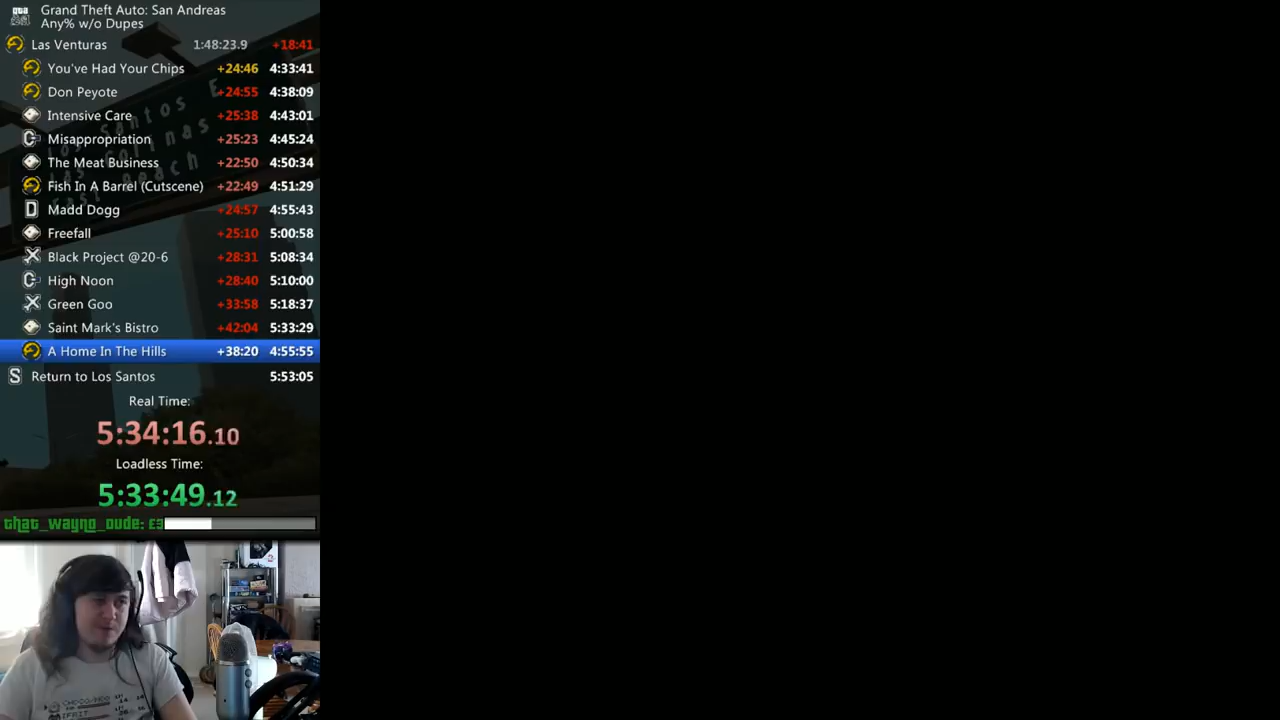 Grand Theft Auto: San Andreas
Any% w/o Dupes
Las Venturas 1:48:23.9 +18:41
You've Had Your Chips +24:46 4:33:41
Don Peyote +24:55 4:38:09
Intensive Care +25:38 4:43:01
Misappropriation +25:23 4:45:24
The Meat Business +22:50 4:50:34
Fish In A Barrel (Cutscene) +22:49 4:51:29
Madd Dogg +24:57 4:55:43
Freefall +25:10 5:00:58
Black Project @20-6 +28:31 5:08:34
High Noon +28:40 5:10:00
Green Goo +33:58 5:18:37
Saint Mark's Bistro +42:04 5:33:29
A Home In The Hills +38:20 4:55:55
Return to Los Santos 5:53:05
Real Time:
5:34:16.10
Loadless Time:
5:33:49.12
that_wayno_dude: £3